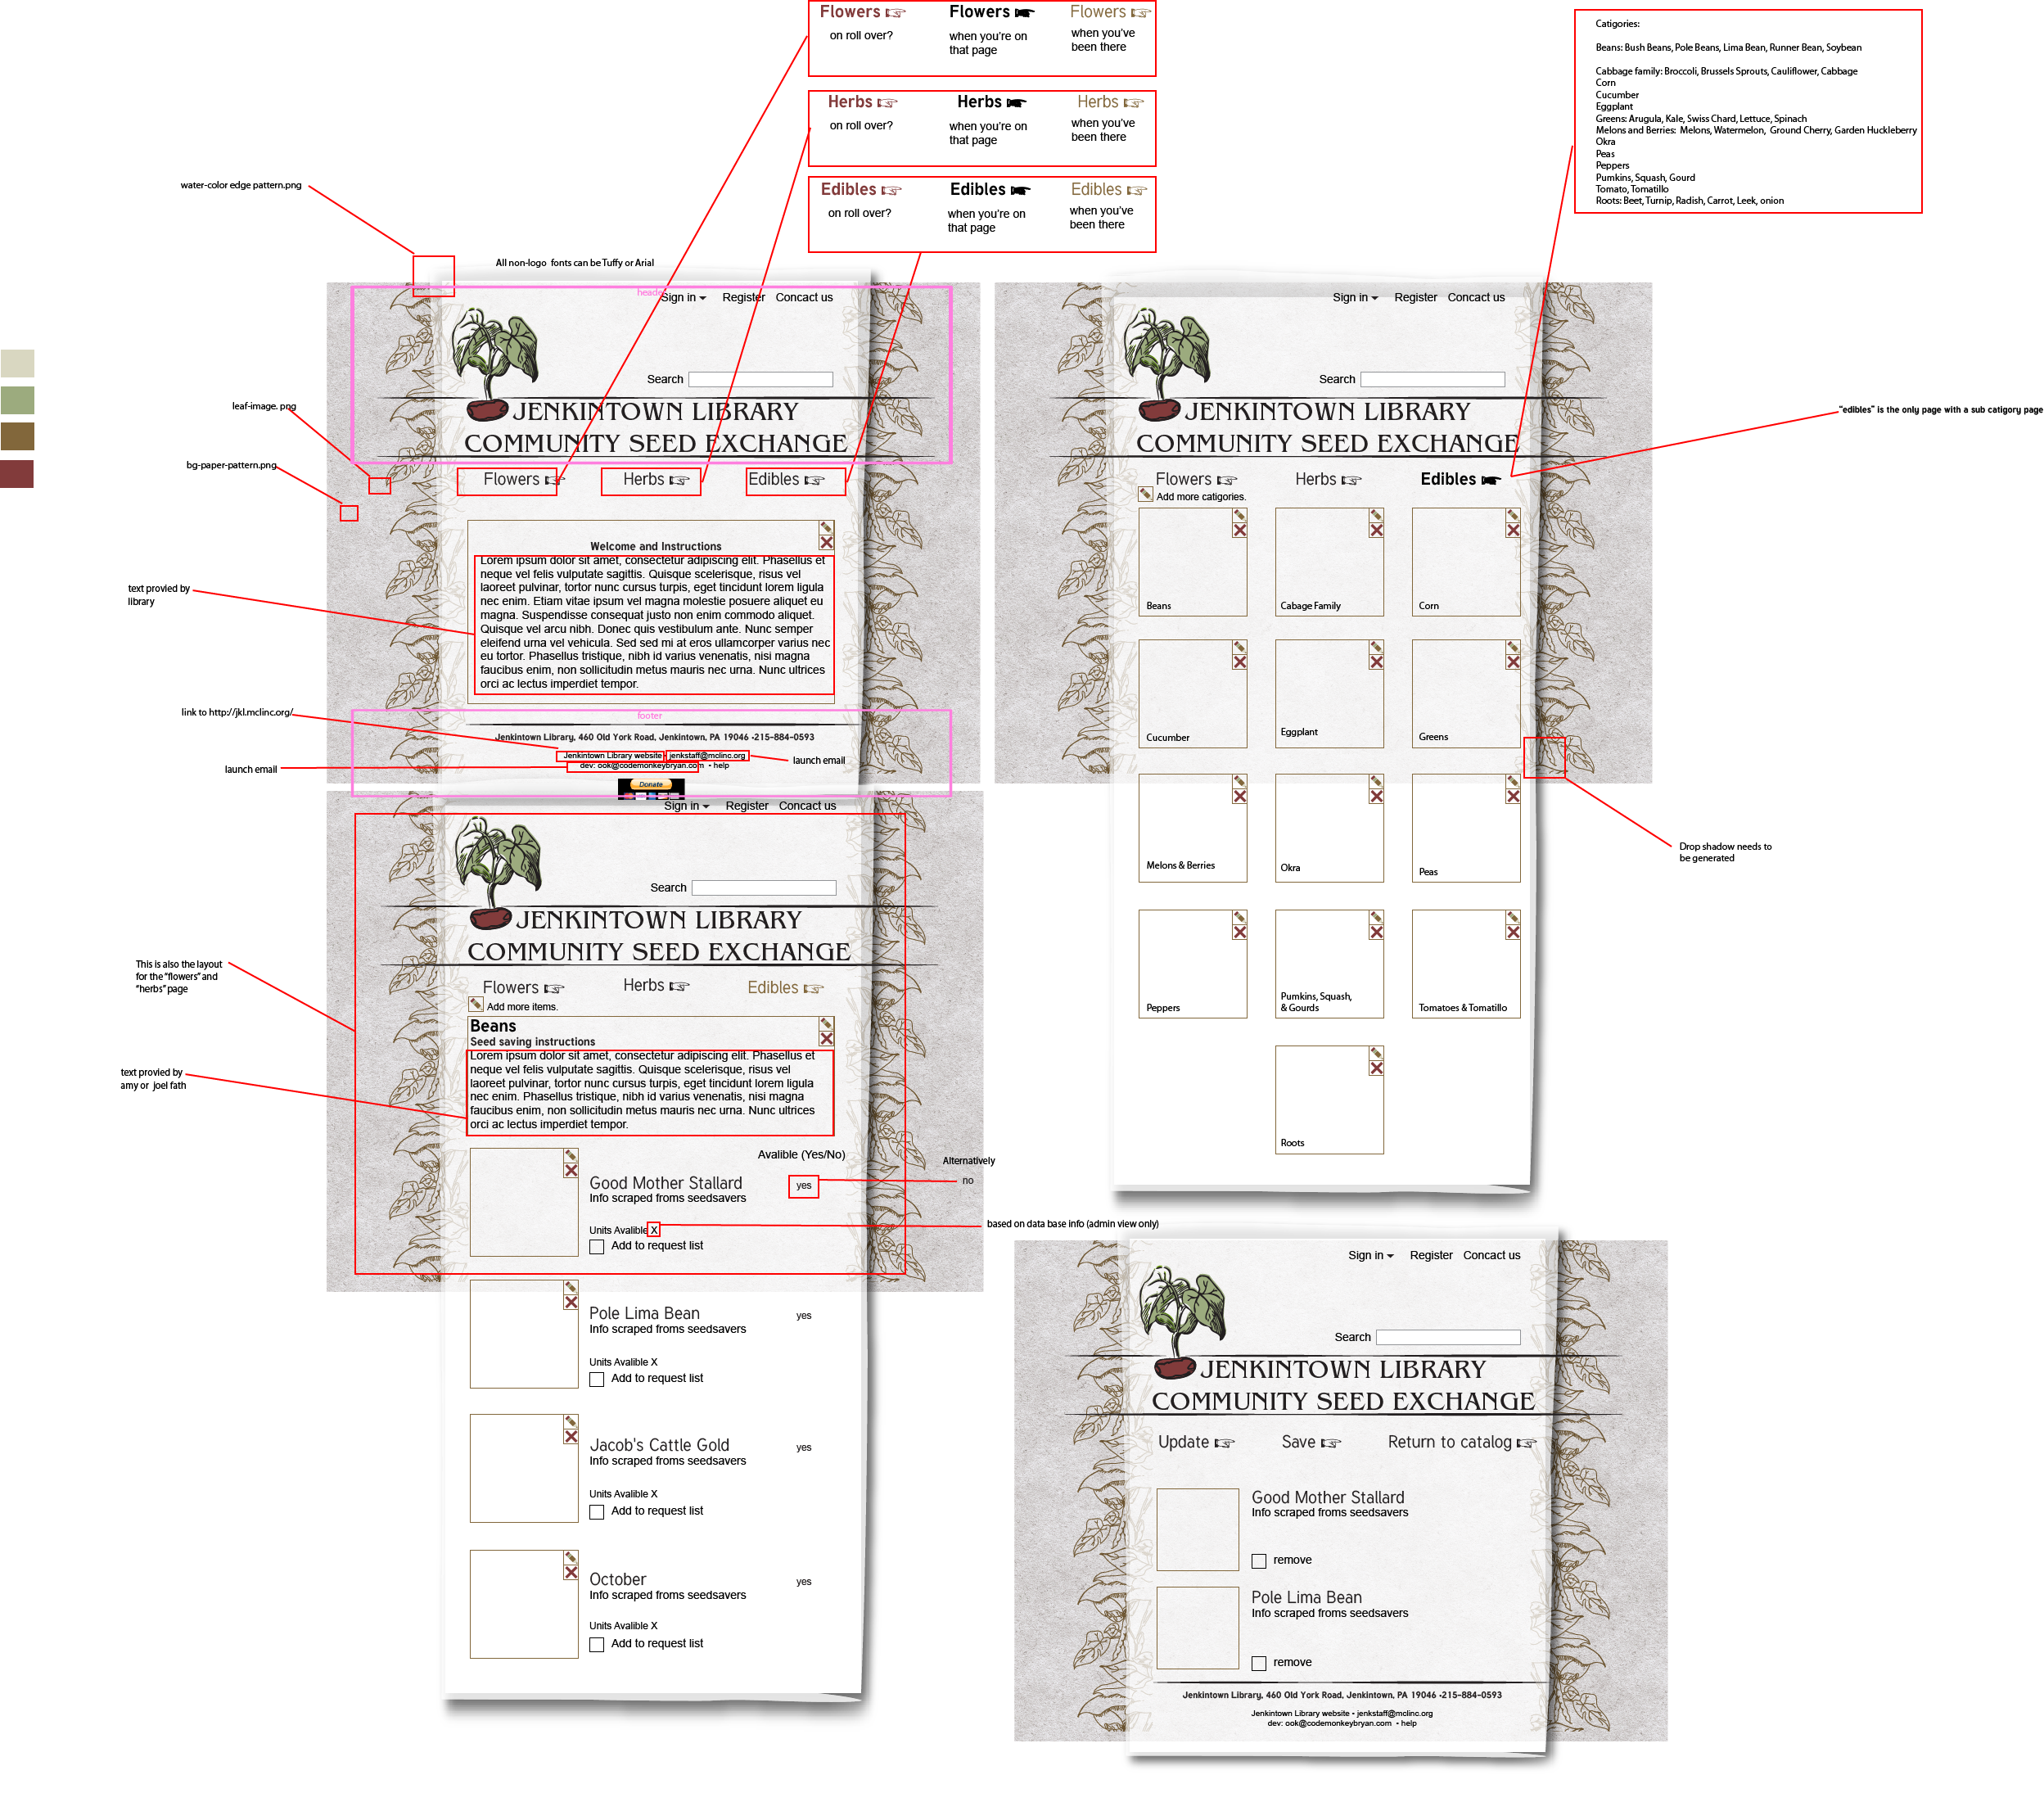 Flowers
Flowers
Flowers
on roll over?
when you're on
that page
when you've
been there
Herbs
Herbs
Herbs
on roll over?
when you're on
that page
when you've
been there
Edibles
Edibles
Edibles
on roll over?
when you're on
that page
when you've
been there
Catigories:
Beans: Bush Beans, Pole Beans, Lima Bean, Runner Bean, Soybean
Cabbage family: Broccoli, Brussels Sprouts, Cauliflower, Cabbage
Corn
Cucumber
Eggplant
Greens: Arugula, Kale, Swiss Chard, Lettuce, Spinach
Melons and Berries: Melons, Watermelon, Ground Cherry, Garden Huckleberry
Okra
Peas
Peppers
Pumkins, Squash, Gourd
Tomato, Tomatillo
Roots: Beet, Turnip, Radish, Carrot, Leek, onion
water-color edge pattern.png
All non-logo fonts can be Tuffy or Arial
header
Sign in Register Concact us
Search
JENKINTOWN LIBRARY
COMMUNITY SEED EXCHANGE
leaf-image. png
bg-paper-pattern.png
Flowers Herbs Edibles
Welcome and Instructions
Lorem ipsum dolor sit amet, consectetur adipiscing elit. Phasellus et
neque vel felis vulputate sagittis. Quisque scelerisque, risus vel
laoreet pulvinar, tortor nunc cursus turpis, eget tincidunt lorem ligula
nec enim. Etiam vitae ipsum vel magna molestie posuere aliquet eu
magna. Suspendisse consequat justo non enim commodo aliquet.
Quisque vel arcu nibh. Donec quis vestibulum ante. Nunc semper
eleifend urna vel vehicula. Sed sed mi at eros ullamcorper varius nec
eu tortor. Phasellus tristique, nibh id varius venenatis, nisi magna
faucibus enim, non sollicitudin metus mauris nec urna. Nunc ultrices
orci ac lectus imperdiet tempor.
text provied by
library
link to http://jkl.mclinc.org/
footer
Jenkintown Library, 460 Old York Road, Jenkintown, PA 19046 •215-884-0593
Jenkintown Library website • jenkstaff@mclinc.org
dev: ook@codemonkeybryan.com • help
launch email
launch email
Donate
Sign in Register Concact us
Search
JENKINTOWN LIBRARY
COMMUNITY SEED EXCHANGE
Flowers Herbs Edibles
"edibles" is the only page with a sub catigory page
Add more catigories.
Beans
Cabage Family
Corn
Cucumber
Eggplant
Greens
Melons & Berries
Okra
Peas
Peppers
Pumkins, Squash,
& Gourds
Tomatoes & Tomatillo
Roots
Drop shadow needs to
be generated
Sign in Register Concact us
Search
JENKINTOWN LIBRARY
COMMUNITY SEED EXCHANGE
This is also the layout
for the "flowers" and
"herbs" page
Flowers Herbs Edibles
Add more items.
Beans
Seed saving instructions
Lorem ipsum dolor sit amet, consectetur adipiscing elit. Phasellus et
neque vel felis vulputate sagittis. Quisque scelerisque, risus vel
laoreet pulvinar, tortor nunc cursus turpis, eget tincidunt lorem ligula
nec enim. Phasellus tristique, nibh id varius venenatis, nisi magna
faucibus enim, non sollicitudin metus mauris nec urna. Nunc ultrices
orci ac lectus imperdiet tempor.
text provied by
amy or joel fath
Avalible (Yes/No)
Good Mother Stallard
Info scraped froms seedsavers
yes
Alternatively
no
Units Avalible X
based on data base info (admin view only)
Add to request list
Pole Lima Bean
yes
Info scraped froms seedsavers
Units Avalible X
Add to request list
Jacob's Cattle Gold
yes
Info scraped froms seedsavers
Units Avalible X
Add to request list
October
yes
Info scraped froms seedsavers
Units Avalible X
Add to request list
Sign in Register Concact us
Search
JENKINTOWN LIBRARY
COMMUNITY SEED EXCHANGE
Update Save Return to catalog
Good Mother Stallard
Info scraped froms seedsavers
remove
Pole Lima Bean
Info scraped froms seedsavers
remove
Jenkintown Library, 460 Old York Road, Jenkintown, PA 19046 •215-884-0593
Jenkintown Library website • jenkstaff@mclinc.org
dev: ook@codemonkeybryan.com • help